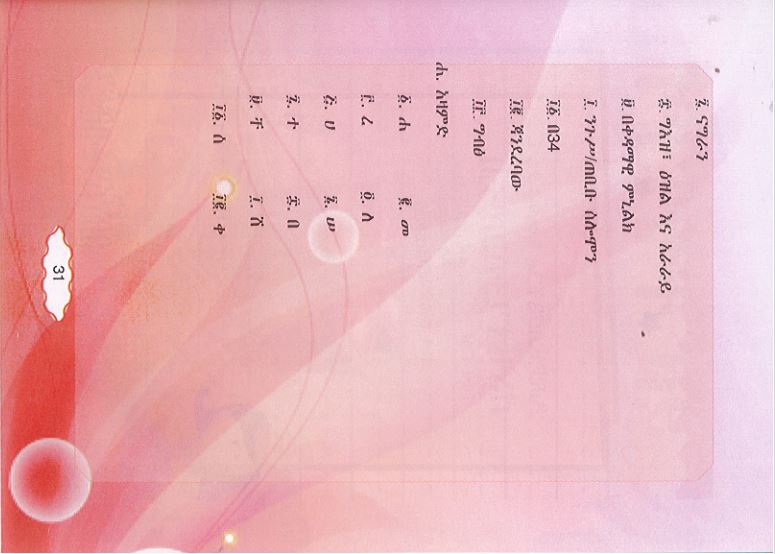 ፯. ናግራን
፰. ግእዝ፣ ዕዝል እና አራራይ
፱. በቀዳማዊ ምኒልክ
፲. ንጉሥ/ጠቢቡ ሰሎሞን
፲፩. በ34
፲፪. ጃንደረባው
፲፫. ግብፅ
ሐ. አዛምድ
፩. ሐ ፪. መ
፫. ረ ፬. ለ
፭. ሀ ፮. ሠ
፯. ተ ፰. በ
፱. ቸ ፲. ሽ
፲፩. ሰ ፲፪. ቀ
31